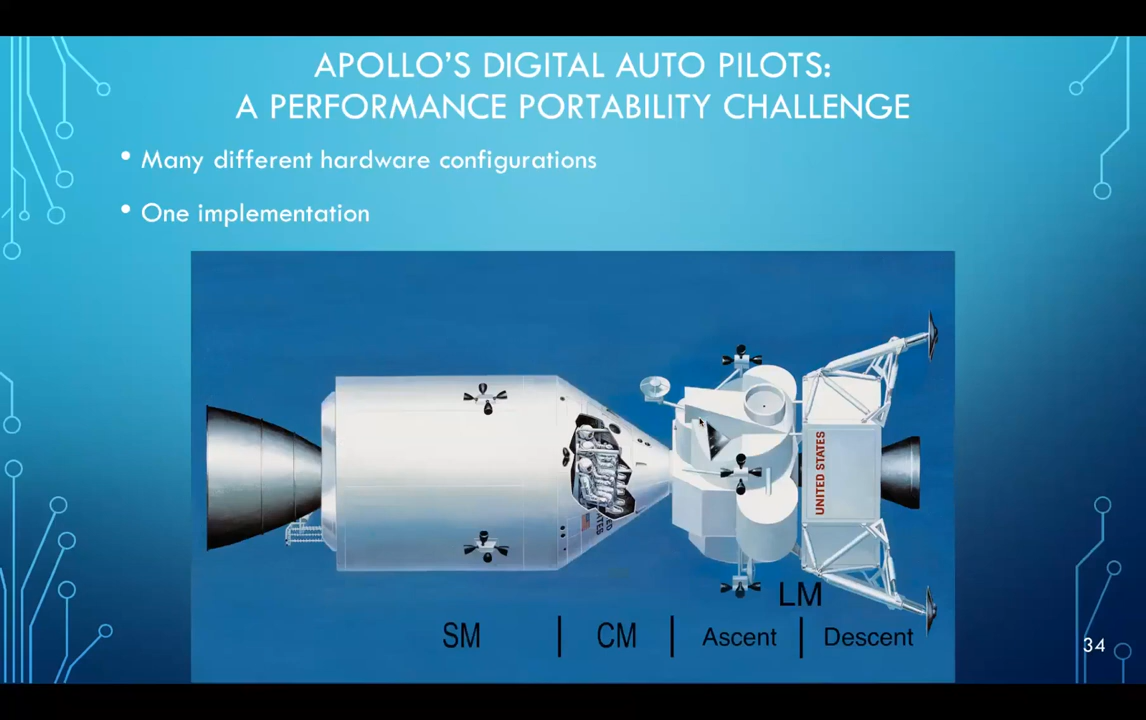 APOLLO'S DIGITAL AUTO PILOTS:
A PERFORMANCE PORTABILITY CHALLENGE
• Many different hardware configurations
• One implementation
UNITED STATES
LM
SM | CM | Ascent | Descent
34